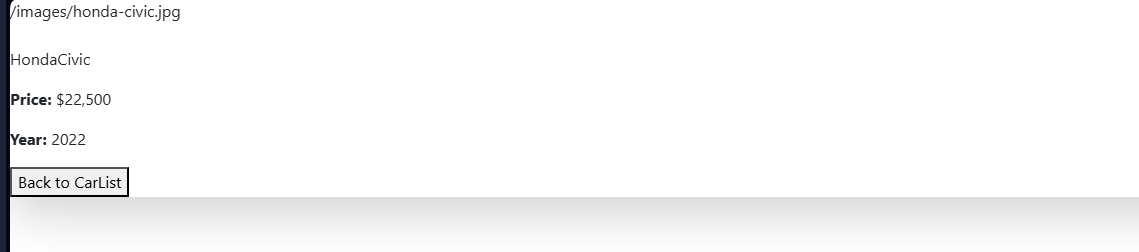 /images/honda-civic.jpg
HondaCivic
Price: $22,500
Year: 2022
Back to CarList